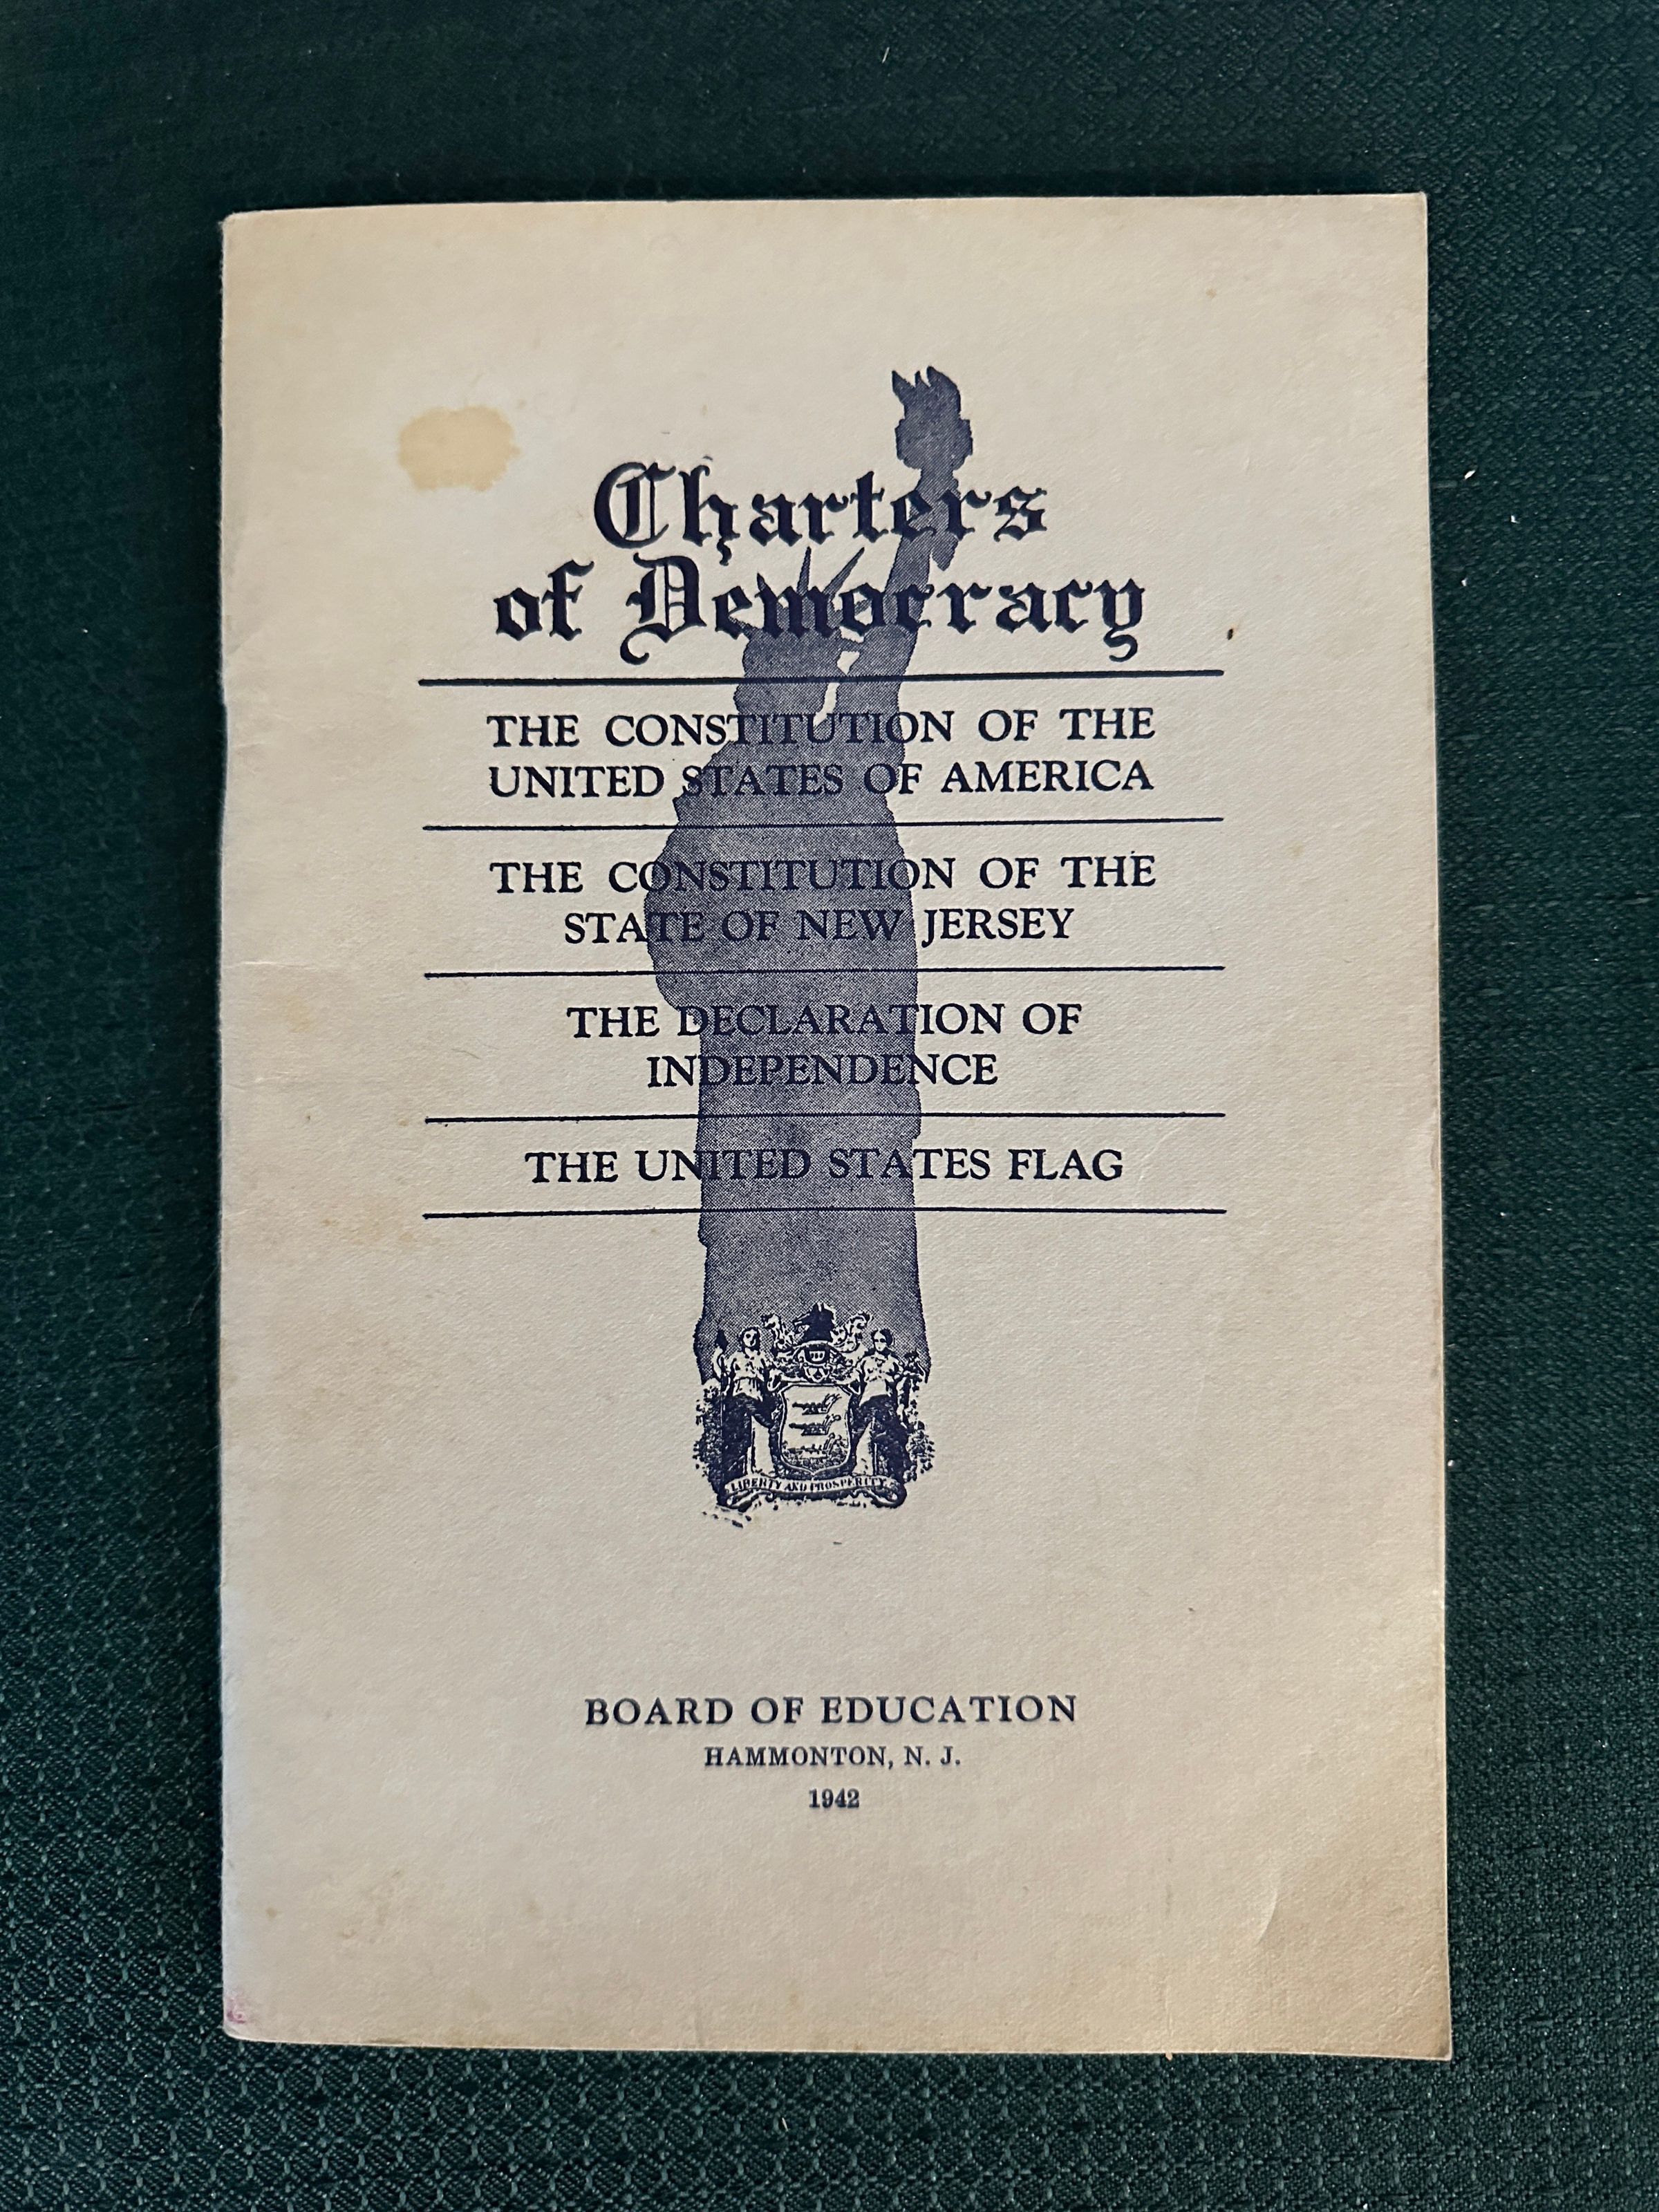 Charters
of Democracy
THE CONSTITUTION OF THE
UNITED STATES OF AMERICA
THE CONSTITUTION OF THE
STATE OF NEW JERSEY
THE DECLARATION OF
INDEPENDENCE
THE UNITED STATES FLAG
LIBERTY AND PROSPERITY
BOARD OF EDUCATION
HAMMONTON, N. J.
1942